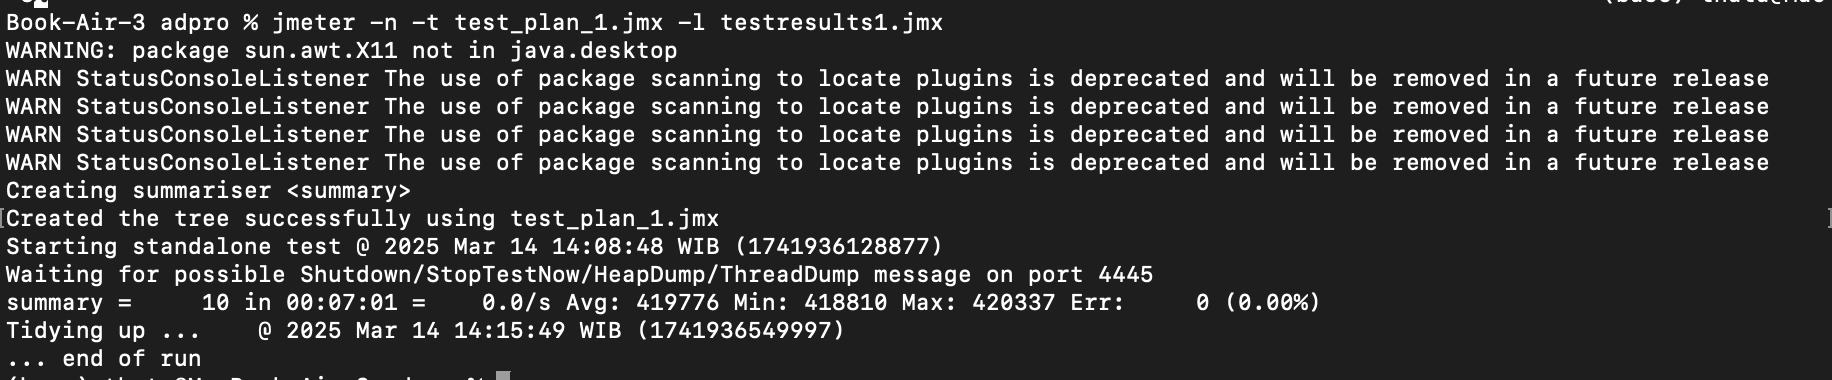 Book-Air-3 adpro % jmeter -n -t test_plan_1.jmx -l testresults1.jmx
WARNING: package sun.awt.X11 not in java.desktop
WARN StatusConsoleListener The use of package scanning to locate plugins is deprecated and will be removed in a future release
WARN StatusConsoleListener The use of package scanning to locate plugins is deprecated and will be removed in a future release
WARN StatusConsoleListener The use of package scanning to locate plugins is deprecated and will be removed in a future release
WARN StatusConsoleListener The use of package scanning to locate plugins is deprecated and will be removed in a future release
Creating summariser <summary>
Created the tree successfully using test_plan_1.jmx
Starting standalone test @ 2025 Mar 14 14:08:48 WIB (1741936128877)
Waiting for possible Shutdown/StopTestNow/HeapDump/ThreadDump message on port 4445
summary =     10 in 00:07:01 =    0.0/s Avg: 419776 Min: 418810 Max: 420337 Err:     0 (0.00%)
Tidying up ...    @ 2025 Mar 14 14:15:49 WIB (1741936549997)
... end of run